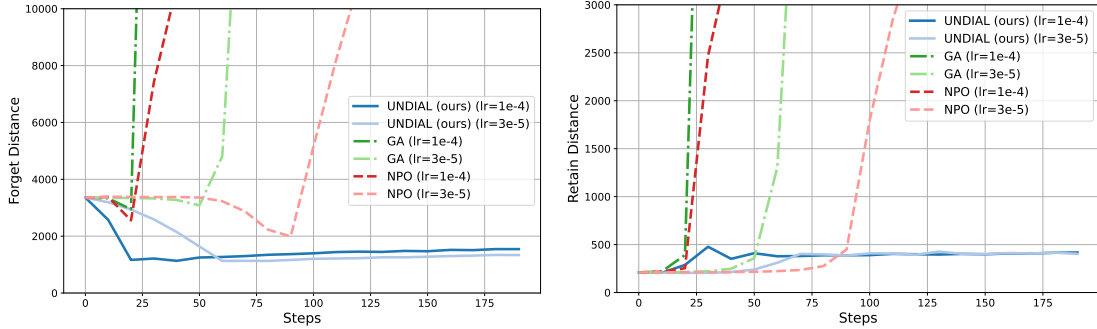 10000
8000
6000
4000
2000
0
Forget Distance
0 25 50 75 100 125 150 175
Steps
UNDIAL (ours) (lr=1e-4)
UNDIAL (ours) (lr=3e-5)
GA (lr=1e-4)
GA (lr=3e-5)
NPO (lr=1e-4)
NPO (lr=3e-5)
3000
2500
2000
1500
1000
500
0
Retain Distance
0 25 50 75 100 125 150 175
Steps
UNDIAL (ours) (lr=1e-4)
UNDIAL (ours) (lr=3e-5)
GA (lr=1e-4)
GA (lr=3e-5)
NPO (lr=1e-4)
NPO (lr=3e-5)